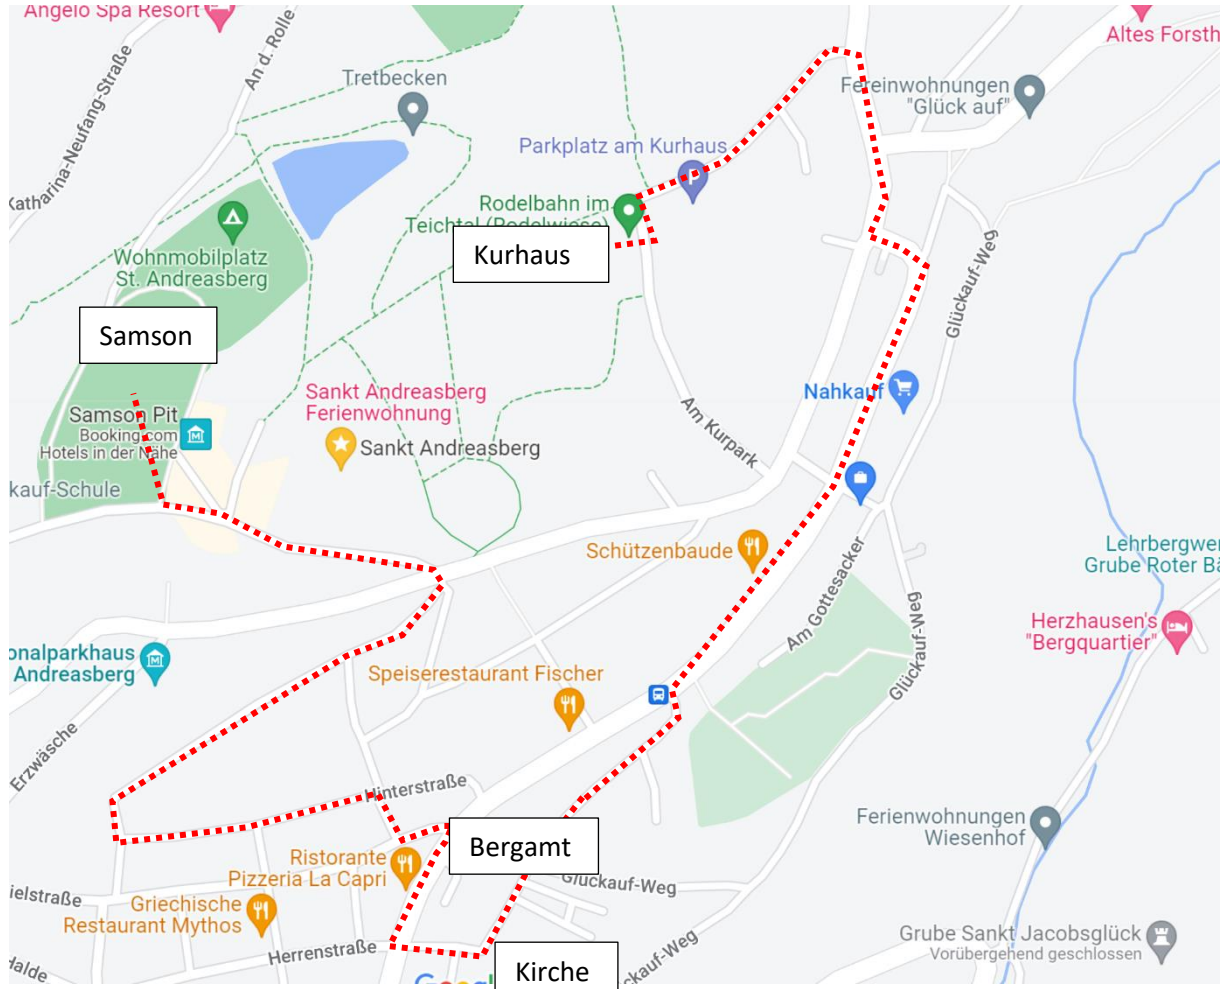 Angelo Spa Resort
An d. Rolle
Katharina-Neufang-Straße
Tretbecken
Altes Forsth
Fereinwohnungen
"Glück auf"
Parkplatz am Kurhaus
P
Rodelbahn im
Teichtal (Rodelwiese)
Kurhaus
Wohnmobilplatz
St. Andreasberg
Glückauf-Weg
Samson
Nahkauf
Sankt Andreasberg
Ferienwohnung
Sankt Andreasberg
Samson Pit
Booking.com
Hotels in der Nähe
kauf-Schule
Am Kurpark
Schützenbaude
Lehrbergwer
Grube Roter Bä
Am Gottesacker
Glückauf-Weg
Herzhausen's
"Bergquartier"
onalparkhaus
Andreasberg
Speiserestaurant Fischer
Erzwäsche
Hinterstraße
Ferienwohnungen
Wiesenhof
Bergamt
Ristorante
Pizzeria La Capri
Glückauf-Weg
ielstraße
Griechische
Restaurant Mythos
Herrenstraße
Grube Sankt Jacobsglück
Vorübergehend geschlossen
Kirche
kauf-Weg
halde